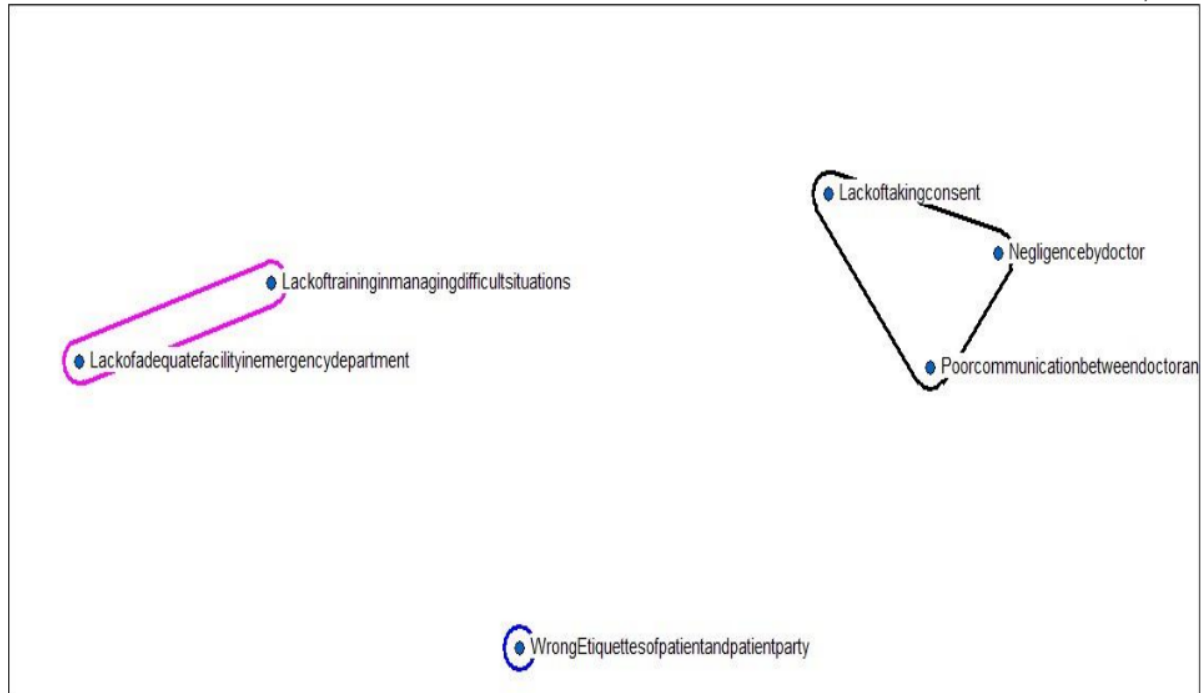 Lackoftakingconsent
Negligencebydoctor
Lackoftraininginmanagingdifficultsituations
Lackofadequatefacilityinemergencydepartment
Poorcommunicationbetweendoctoran
WrongEtiquettesofpatientandpatientparty